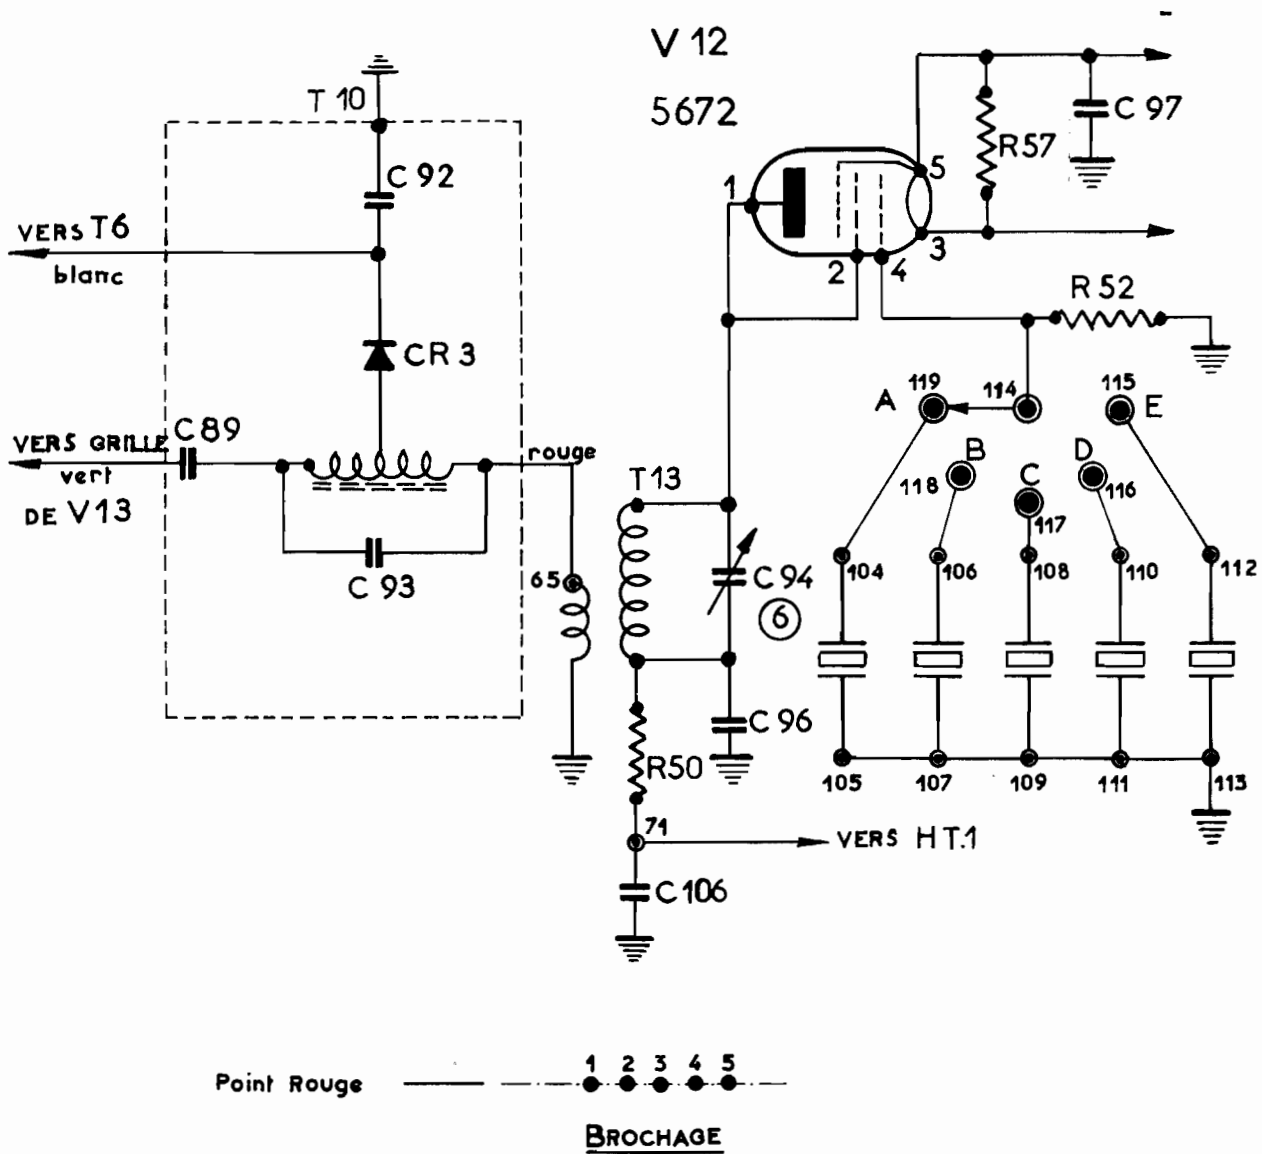 V 12
5672
T 10
C 92
VERS T6
blanc
CR 3
C 89
VERS GRILLE
vert
DE V13
rouge
C 93
65
T 13
C 94
6
C 96
R50
71
VERS HT.1
C 106
1
2
3
4
5
R57
C 97
R 52
A
119
114
115
E
B
118
C
117
D
116
104
106
108
110
112
105
107
109
111
113
Point Rouge
1 2 3 4 5
BROCHAGE